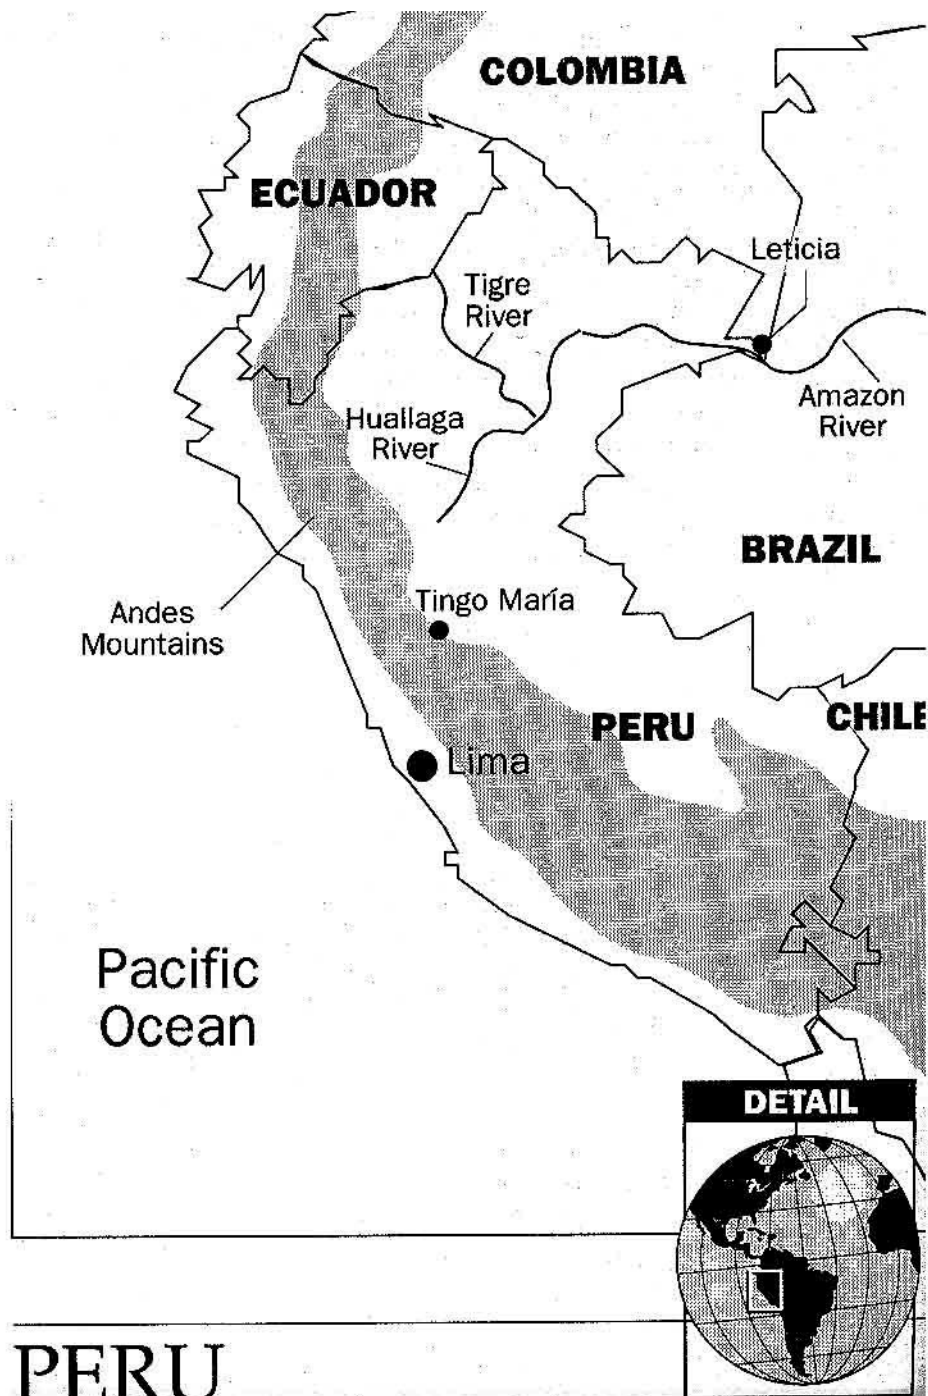 COLOMBIA
ECUADOR
Leticia
Tigre
River
Amazon
River
Huallaga
River
BRAZIL
Tingo María
Andes
Mountains
PERU
CHILE
Lima
Pacific
Ocean
DETAIL
PERU